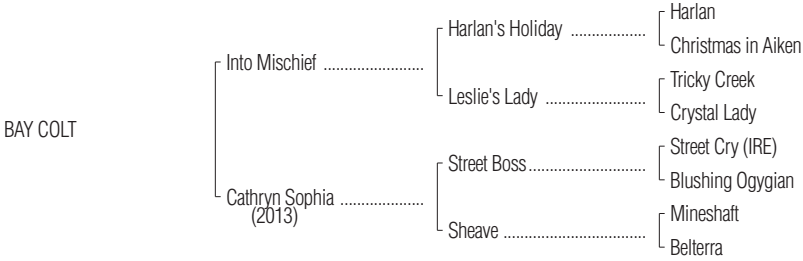 Harlan
Harlan's Holiday ....................
Christmas in Aiken
Into Mischief ..........................
Tricky Creek
Leslie's Lady ..........................
Crystal Lady
BAY COLT
Street Cry (IRE)
Street Boss..............................
Blushing Ogygian
Cathryn Sophia ......................
(2013)
Mineshaft
Sheave .....................................
Belterra